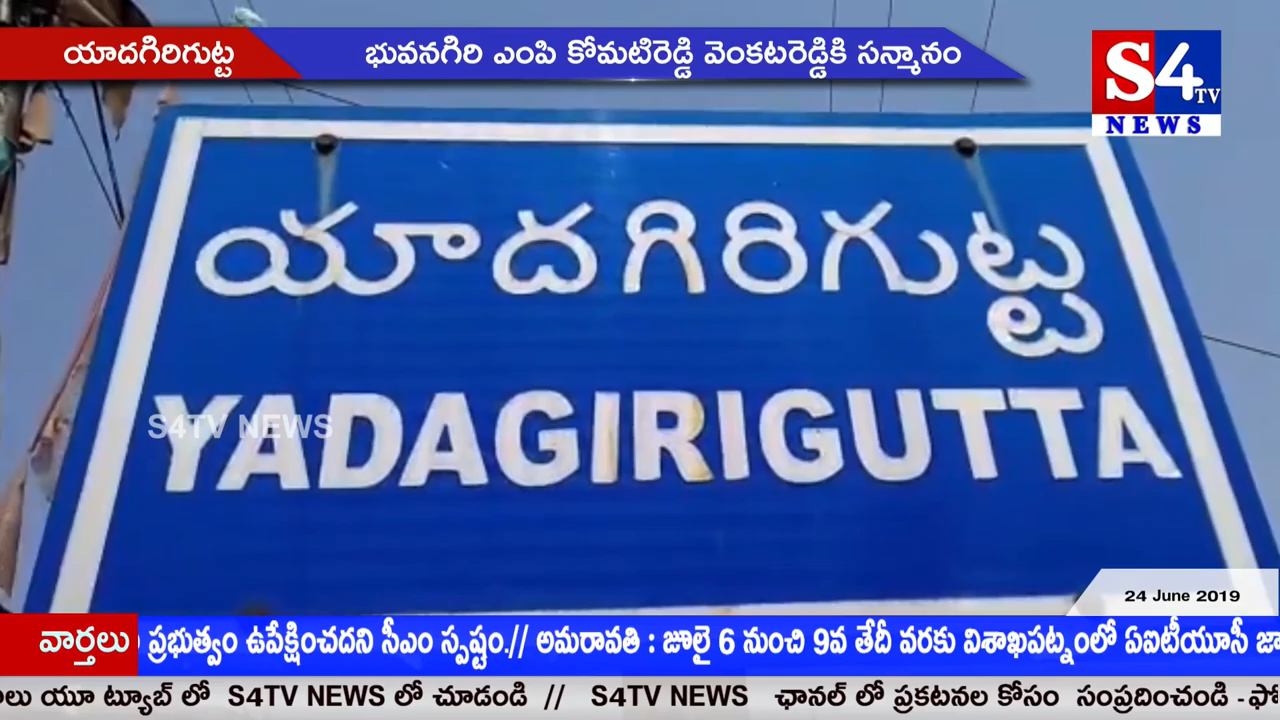 యాదగిరిగుట్ట
భువనగిరి ఎంపి కోమటిరెడ్డి వెంకటరెడ్డికి సన్మానం
S4
TV
NEWS
యాదగిరిగుట్ట
YADAGIRIGUTTA
S4TV NEWS
24 June 2019
వార్తలు
ప్రభుత్వం ఉపేక్షించదని సీఎం స్పష్టం.// అమరావతి : జూలై 6 నుంచి 9వ తేదీ వరకు విశాఖపట్నంలో ఏఐటీయూసీ
యూ ట్యూబ్ లో S4TV NEWS లో చూడండి // S4TV NEWS ఛానల్ లో ప్రకటనల కోసం సంప్రదించండి -